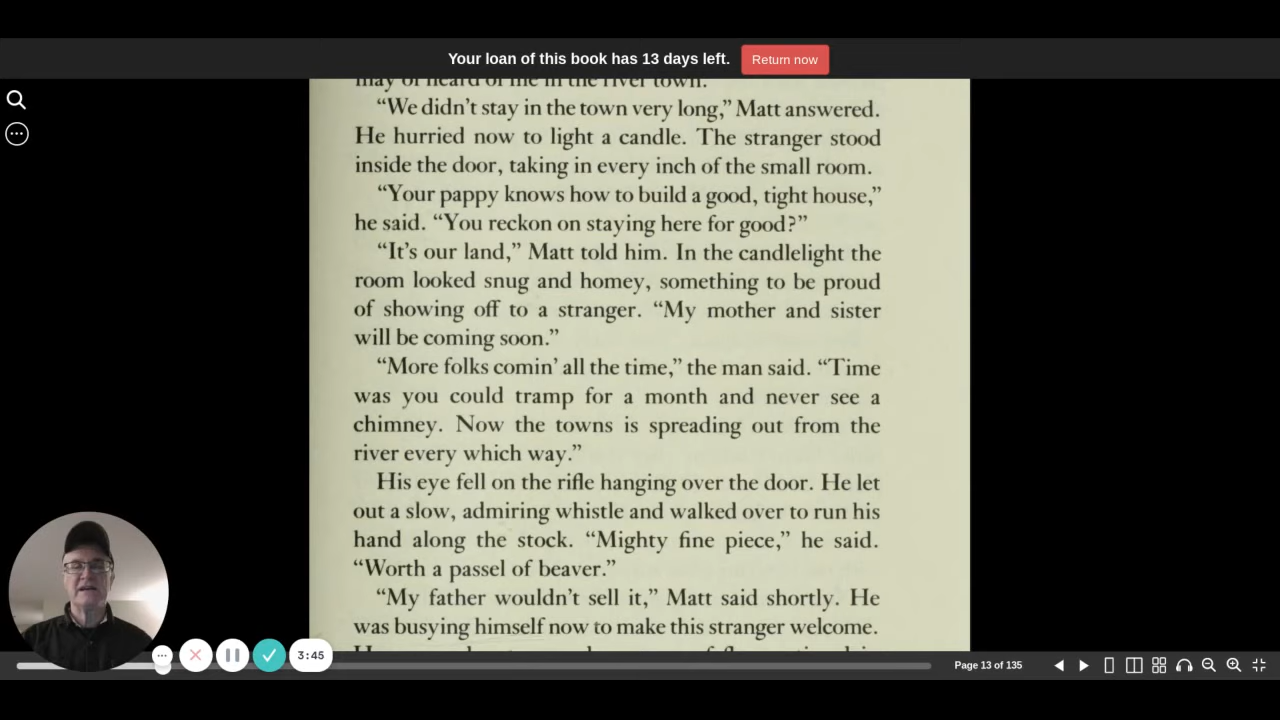 Your loan of this book has 13 days left. Return now
may of heard of me in the river town.
“We didn’t stay in the town very long,” Matt answered.
He hurried now to light a candle. The stranger stood
inside the door, taking in every inch of the small room.
“Your pappy knows how to build a good, tight house,”
he said. “You reckon on staying here for good?”
“It’s our land,” Matt told him. In the candlelight the
room looked snug and homey, something to be proud
of showing off to a stranger. “My mother and sister
will be coming soon.”
“More folks comin’ all the time,” the man said. “Time
was you could tramp for a month and never see a
chimney. Now the towns is spreading out from the
river every which way.”
His eye fell on the rifle hanging over the door. He let
out a slow, admiring whistle and walked over to run his
hand along the stock. “Mighty fine piece,” he said.
“Worth a passel of beaver.”
“My father wouldn’t sell it,” Matt said shortly. He
was busying himself now to make this stranger welcome.
3:45
Page 13 of 135